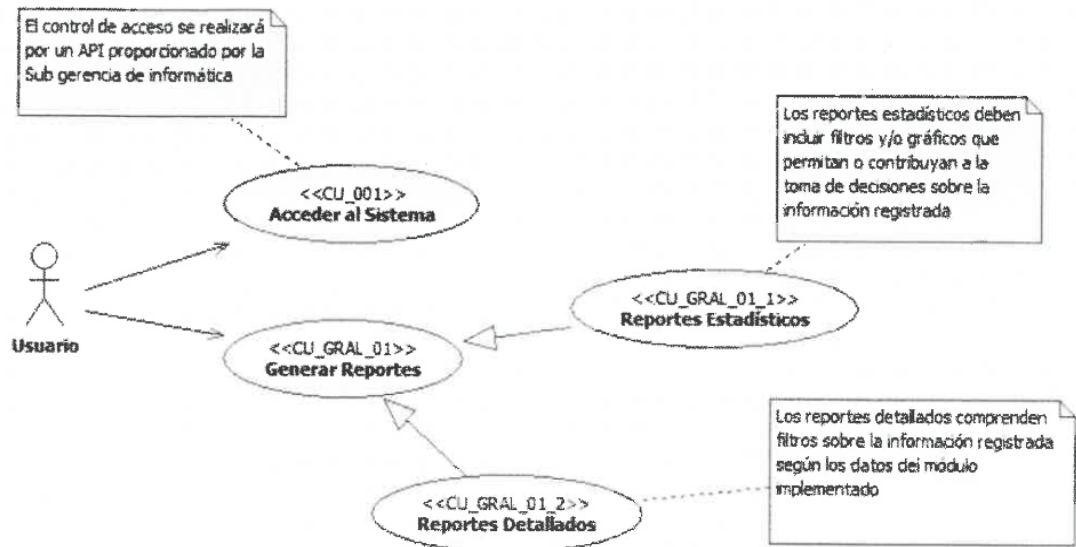 El control de acceso se realizará
por un API proporcionado por la
Sub gerencia de informática
Los reportes estadísticos deben
incluir filtros y/o gráficos que
permitan o contribuyan a la
toma de decisiones sobre la
información registrada
<<CU_001>>
Acceder al Sistema
<<CU_GRAL_01_1>>
Reportes Estadísticos
Usuario
<<CU_GRAL_01>>
Generar Reportes
Los reportes detallados comprenden
filtros sobre la información registrada
según los datos del módulo
implementado
<<CU_GRAL_01_2>>
Reportes Detallados